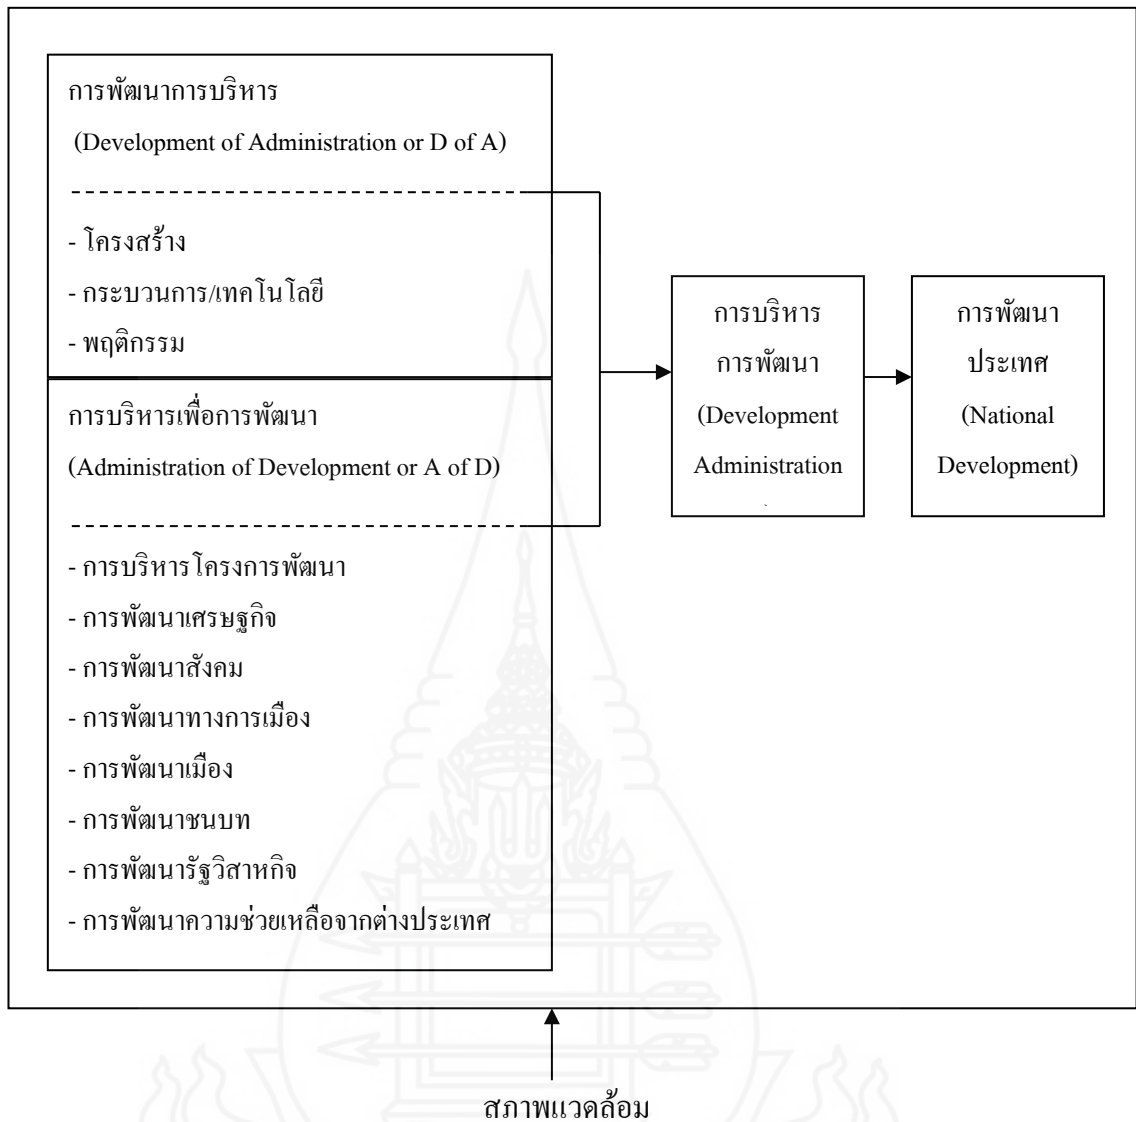 การพัฒนาการบริหาร
(Development of Administration or D of A)
- โครงสร้าง
- กระบวนการ/เทคโนโลยี
- พฤติกรรม
การบริหารเพื่อการพัฒนา
(Administration of Development or A of D)
- การบริหารโครงการพัฒนา
- การพัฒนาเศรษฐกิจ
- การพัฒนาสังคม
- การพัฒนาทางการเมือง
- การพัฒนาเมือง
- การพัฒนาชนบท
- การพัฒนารัฐวิสาหกิจ
- การพัฒนาความช่วยเหลือจากต่างประเทศ
การบริหาร
การพัฒนา
(Development
Administration
)
การพัฒนา
ประเทศ
(National
Development)
สภาพแวดล้อม